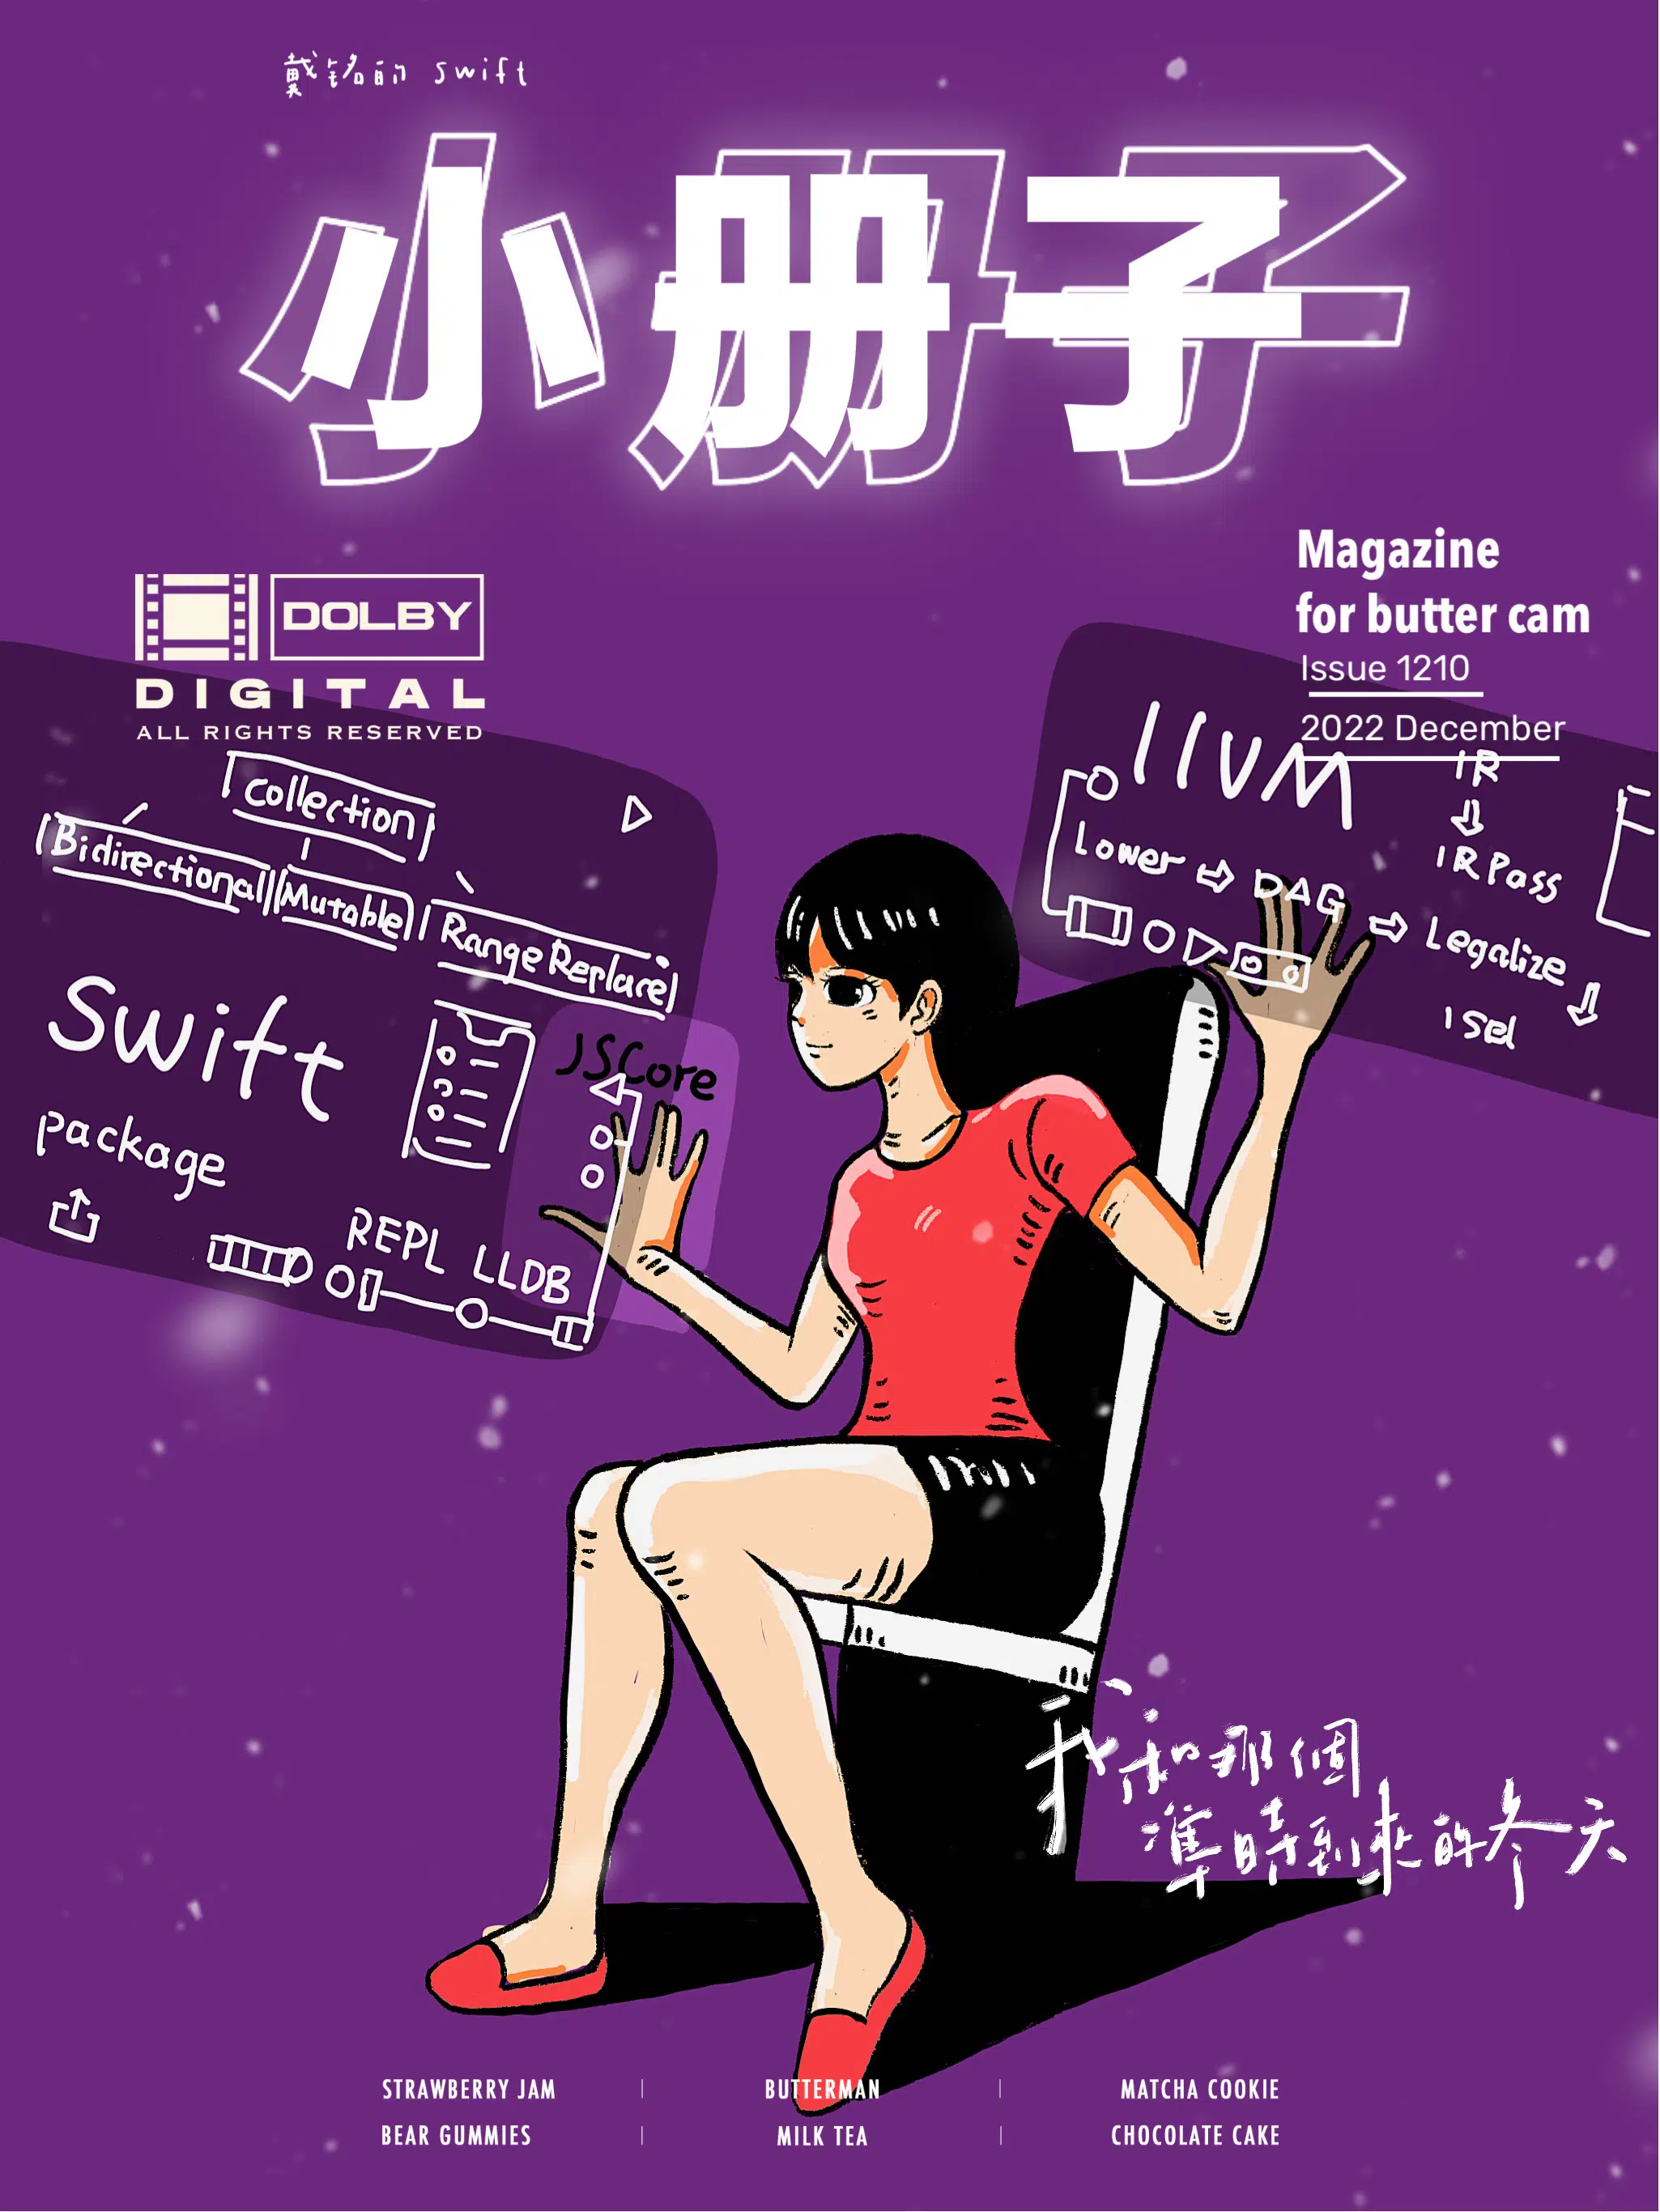 戴铭的 swift
小册子
Magazine
for butter cam
Issue 1210
2022 December
DOLBY
DIGITAL
ALL RIGHTS RESERVED
Collection
Bidirectional Mutable Range Replace
Swift
package
JSCore
REPL LLDB
llVM
IR
IR Pass
Lower ⇨ DAG ⇨ Legalize
ISel
我和那個
準時到來的冬天
STRAWBERRY JAM | BUTTERMAN | MATCHA COOKIE
BEAR GUMMIES | MILK TEA | CHOCOLATE CAKE